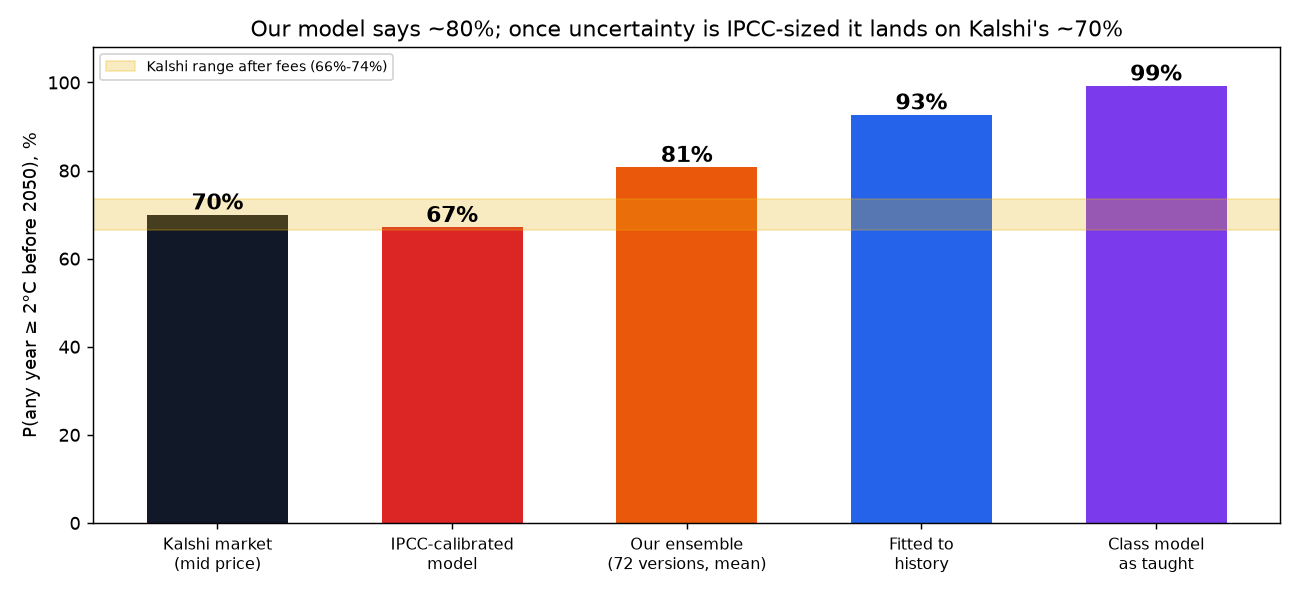 Our model says ~80%; once uncertainty is IPCC-sized it lands on Kalshi's ~70%
Kalshi range after fees (66%-74%)
P(any year ≥ 2°C before 2050), %
100
80
60
40
20
0
70%
67%
81%
93%
99%
Kalshi market
(mid price)
IPCC-calibrated
model
Our ensemble
(72 versions, mean)
Fitted to
history
Class model
as taught